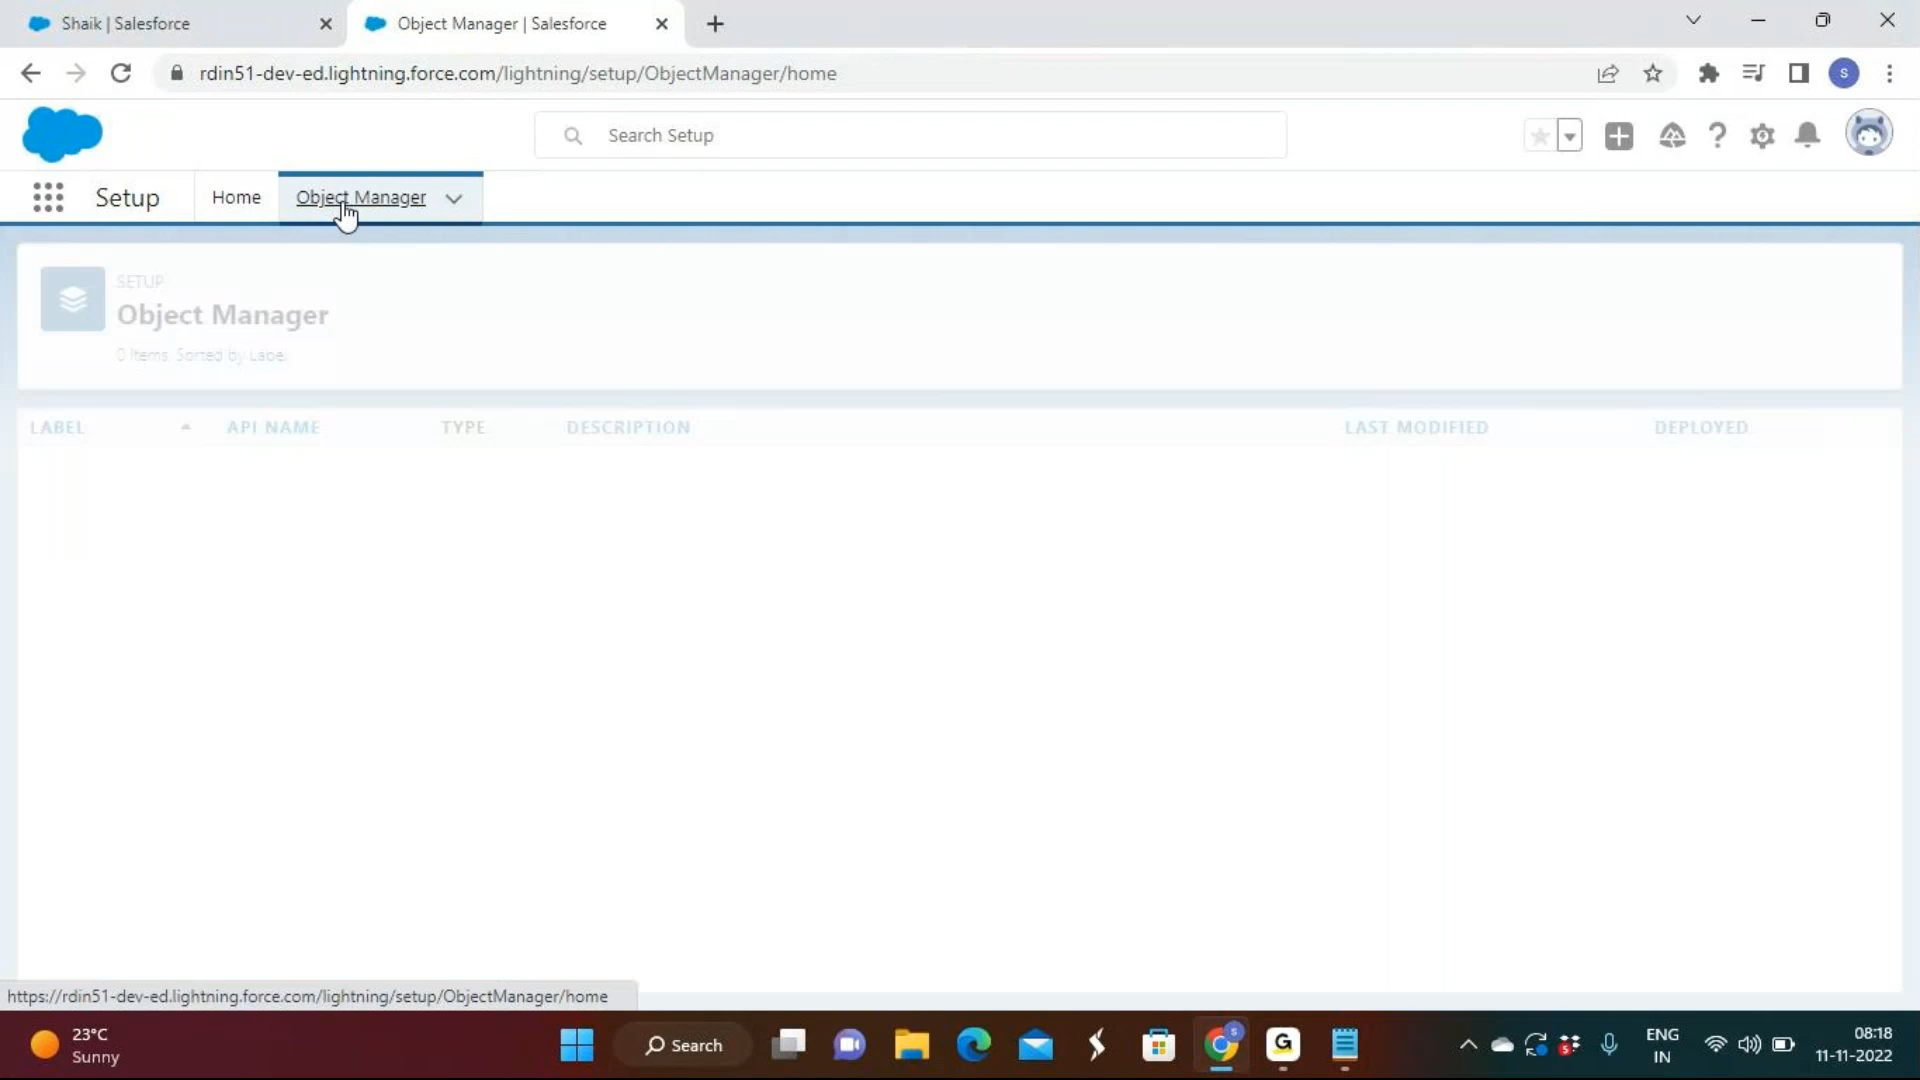 Shaik | Salesforce
Object Manager | Salesforce
rdin51-dev-ed.lightning.force.com/lightning/setup/ObjectManager/home
S
Search Setup
Setup
Home
Object Manager
SETUP
Object Manager
0 Items, Sorted by Label
LABEL API NAME TYPE DESCRIPTION LAST MODIFIED DEPLOYED
https://rdin51-dev-ed.lightning.force.com/lightning/setup/ObjectManager/home
23°C
Sunny
Search
S
G
S
ENG
IN
08:18
11-11-2022